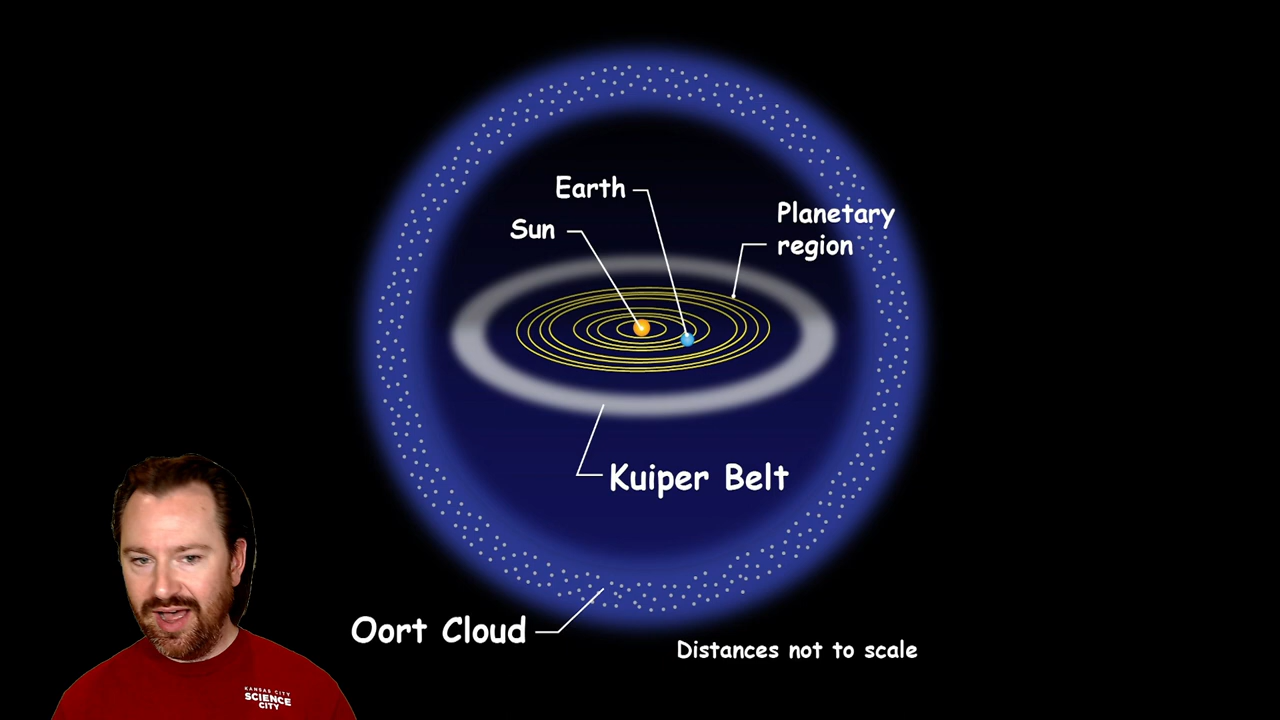 Earth
Sun
Planetary
region
Kuiper Belt
Oort Cloud
Distances not to scale
KANSAS CITY
SCIENCE
CITY